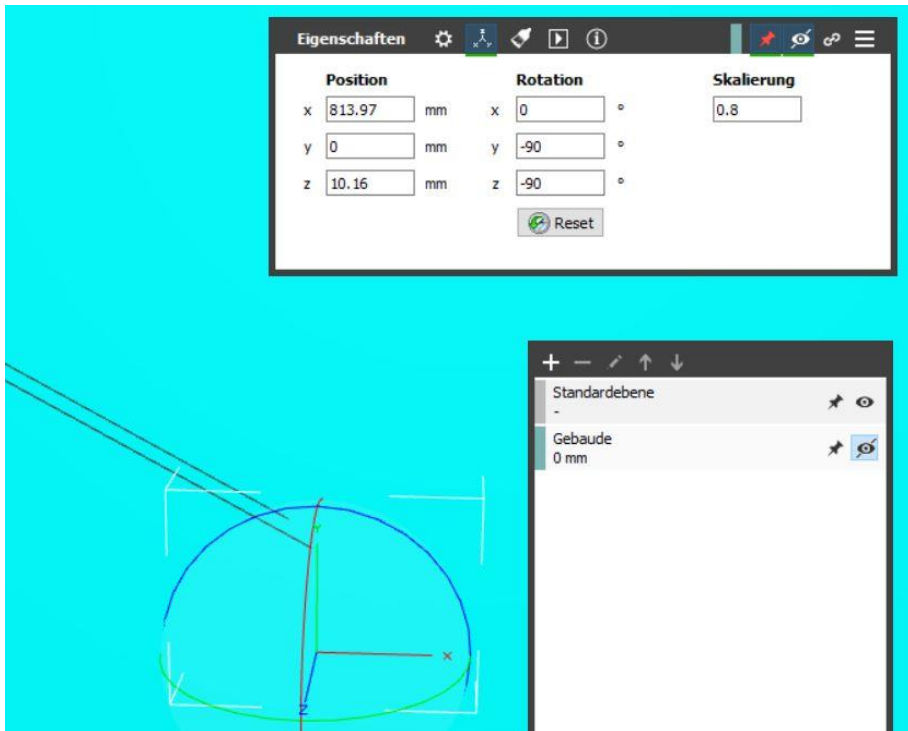 Eigenschaften
Position Rotation Skalierung
x 813.97 mm x 0 ° 0.8
y 0 mm y -90 °
z 10.16 mm z -90 °
Reset
Standardebene
-
Gebaude
0 mm
Y
X
Z